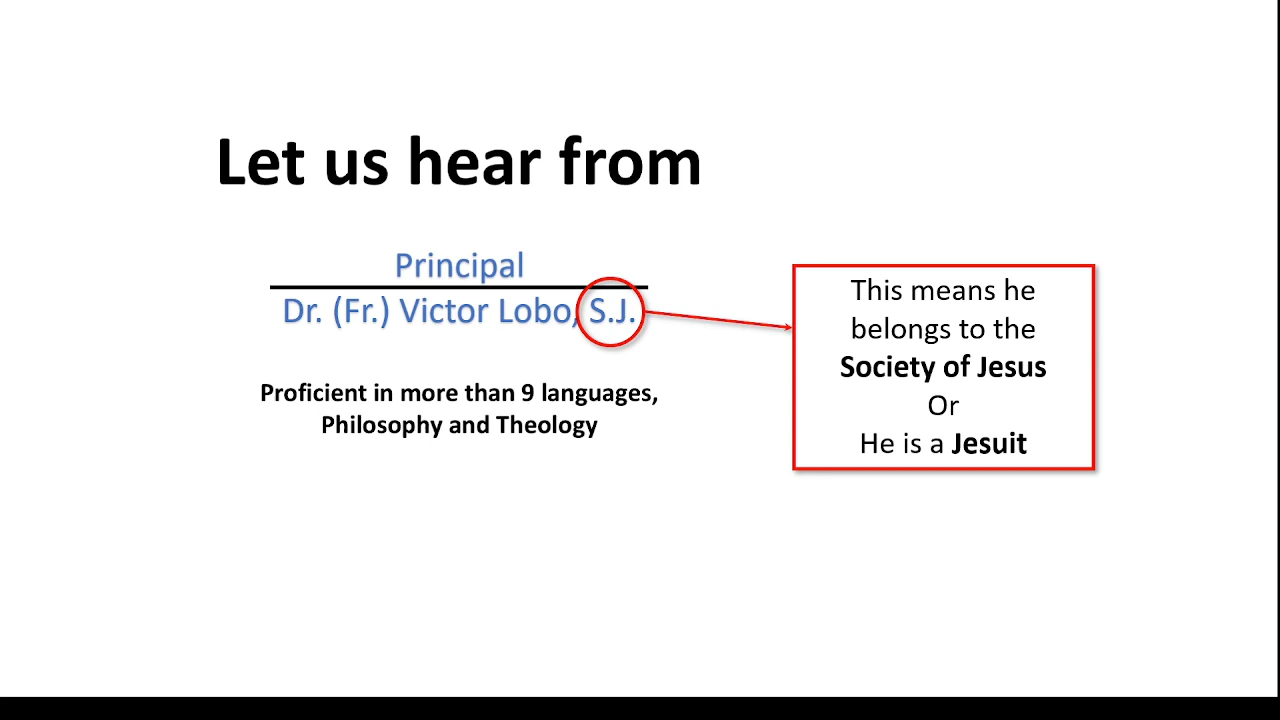 Let us hear from
Principal
Dr. (Fr.) Victor Lobo, S.J.
Proficient in more than 9 languages,
Philosophy and Theology
This means he
belongs to the
Society of Jesus
Or
He is a Jesuit